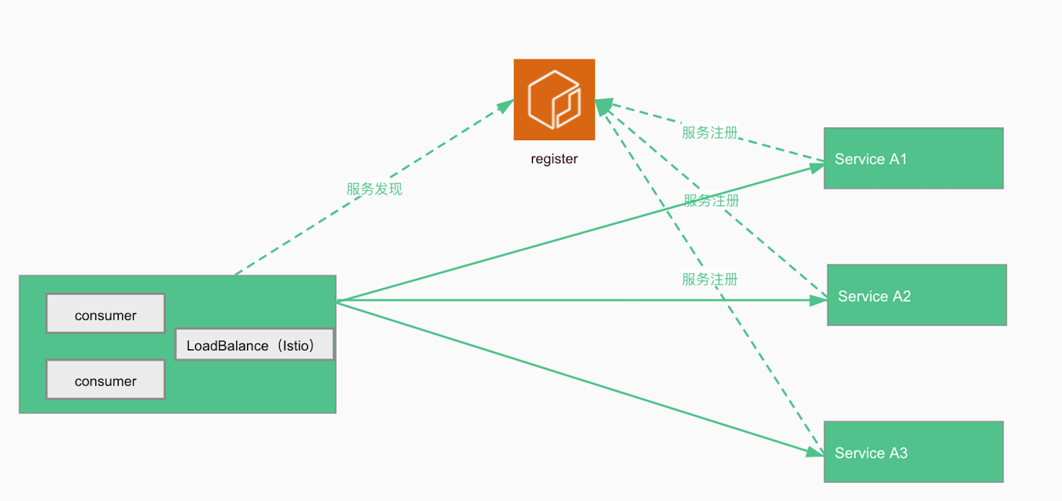 register
服务注册
Service A1
服务发现
服务注册
服务注册
Service A2
consumer
LoadBalance（Istio）
consumer
Service A3